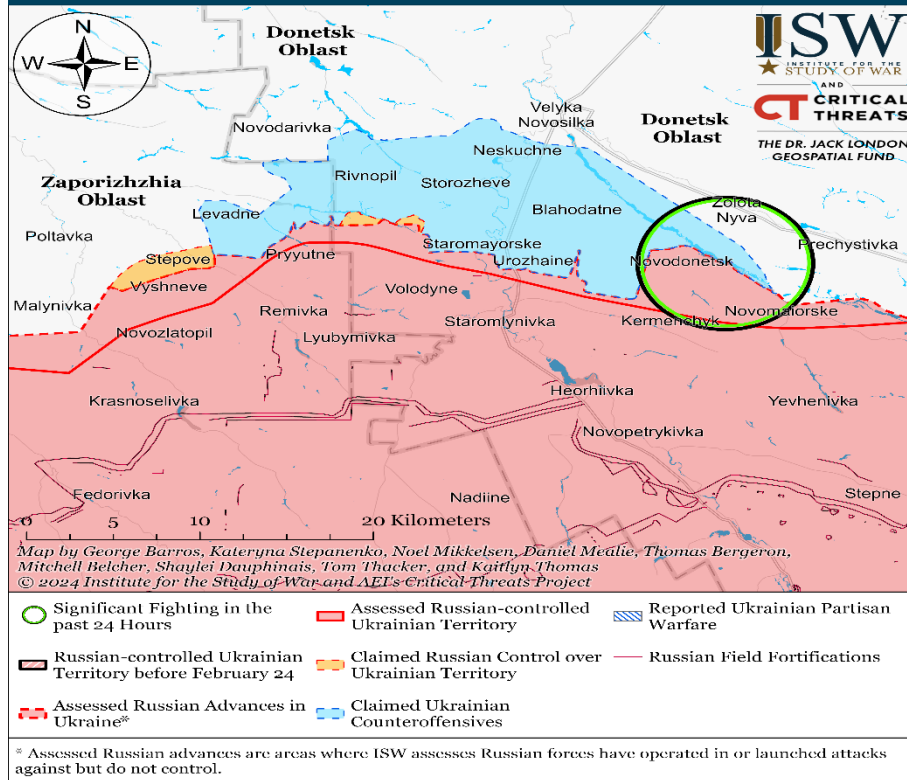 N
W E
S
Donetsk
Oblast
ISW
INSTITUTE FOR THE
STUDY OF WAR
AND
CT CRITICAL
THREATS
THE DR. JACK LONDON
GEOSPATIAL FUND
Velyka
Novosilka
Donetsk
Oblast
Novodarivka
Neskuchne
Zaporizhzhia
Oblast
Rivnopil
Storozheve
Levadne
Blahodatne
Zolota
Nyva
Poltavka
Staromayorske
Prechystivka
Stepove
Pryyutne
Urozhaine
Novodonetsk
Vyshneve
Volodyne
Malynivka
Remivka
Novomaiorske
Novozlatopil
Lyubymivka
Staromlynivka
Kermenchyk
Heorhiivka
Krasnoselivka
Yevhenivka
Novopetrykivka
Fedorivka
Nadiine
Stepne
0 5 10 20 Kilometers
Map by George Barros, Kateryna Stepanenko, Noel Mikkelsen, Daniel Mealie, Thomas Bergeron,
Mitchell Belcher, Shaylei Dauphinais, Tom Thacker, and Kaitlyn Thomas
© 2024 Institute for the Study of War and AEI's Critical Threats Project
Significant Fighting in the
past 24 Hours
Assessed Russian-controlled
Ukrainian Territory
Reported Ukrainian Partisan
Warfare
Russian-controlled Ukrainian
Territory before February 24
Claimed Russian Control over
Ukrainian Territory
Russian Field Fortifications
Assessed Russian Advances in
Ukraine*
Claimed Ukrainian
Counteroffensives
* Assessed Russian advances are areas where ISW assesses Russian forces have operated in or launched attacks
against but do not control.